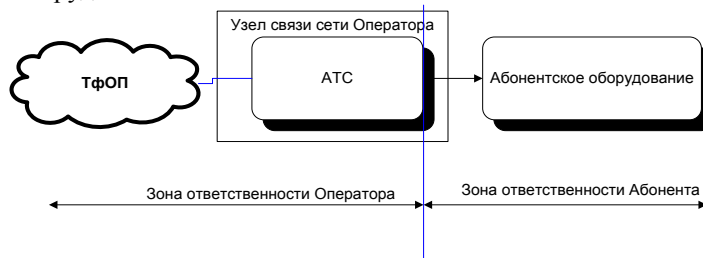 Узел связи сети Оператора
ТфОП
АТС
Абонентское оборудование
Зона ответственности Оператора
Зона ответственности Абонента